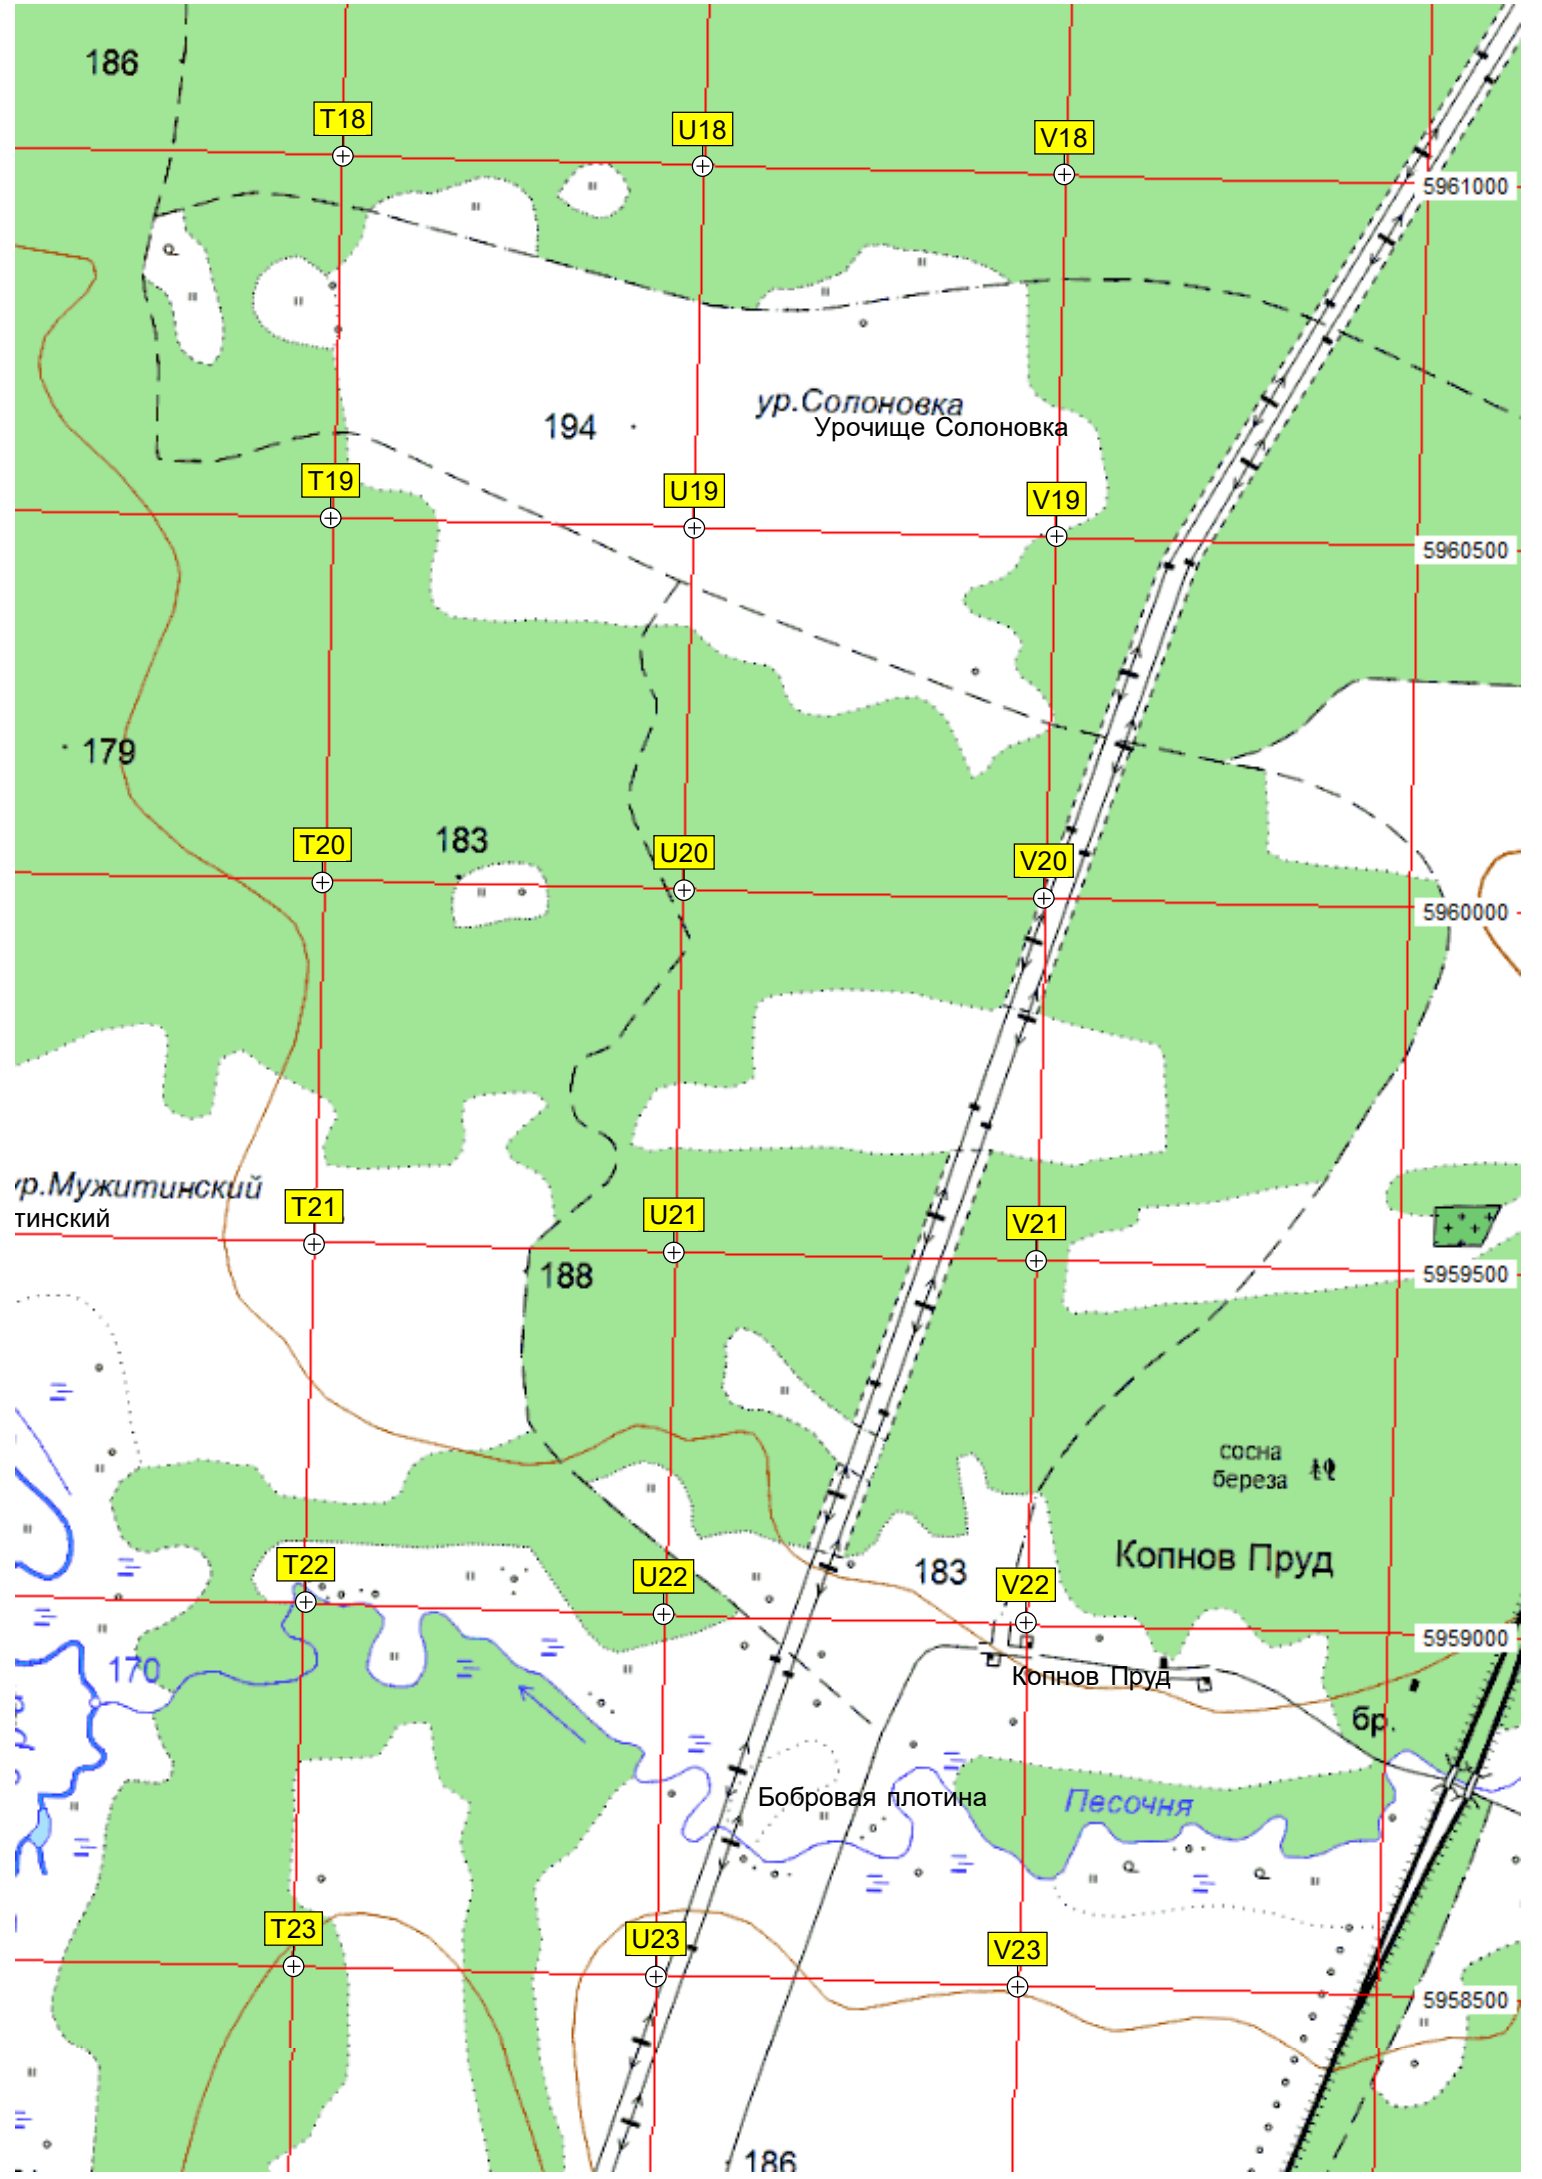 186
T18
U18
V18
5961000
ур.Солоновка
Урочище Солоновка
194
T19
U19
V19
5960500
179
183
T20
U20
V20
5960000
ур.Мужитинский
тинский
T21
U21
V21
188
5959500
сосна
береза
Копнов Пруд
T22
U22
183
V22
5959000
170
Копнов Пруд
бр.
Бобровая плотина
Песочня
T23
U23
V23
5958500
186